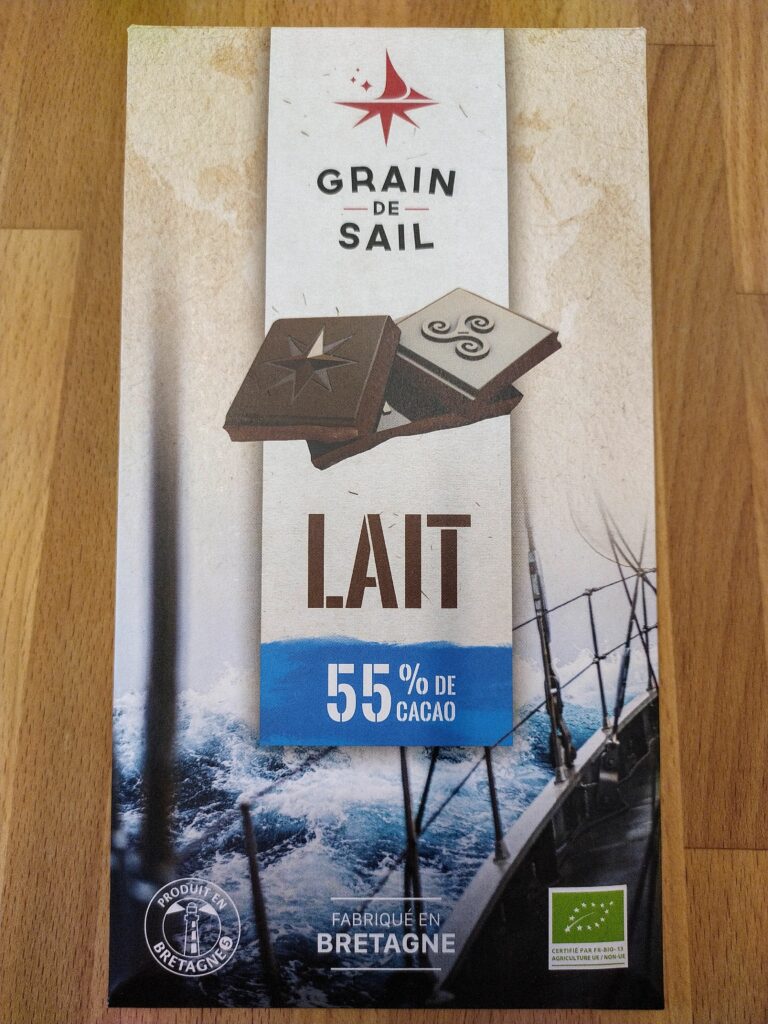 GRAIN
DE
SAIL
LAIT
55 % DE
CACAO
PRODUIT EN
BRETAGNE
FABRIQUÉ EN
BRETAGNE
CERTIFIÉ PAR FR-BIO-13
AGRICULTURE UE / NON-UE